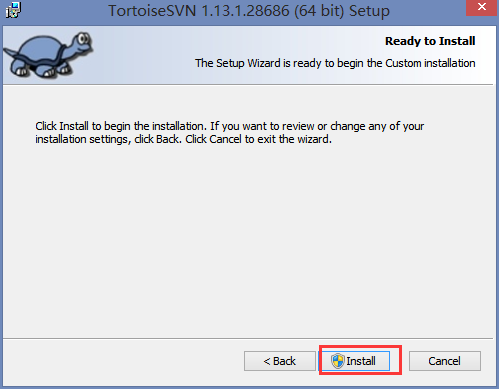 TortoiseSVN 1.13.1.28686 (64 bit) Setup
Ready to Install
The Setup Wizard is ready to begin the Custom installation
Click Install to begin the installation. If you want to review or change any of your
installation settings, click Back. Click Cancel to exit the wizard.
< Back Install Cancel